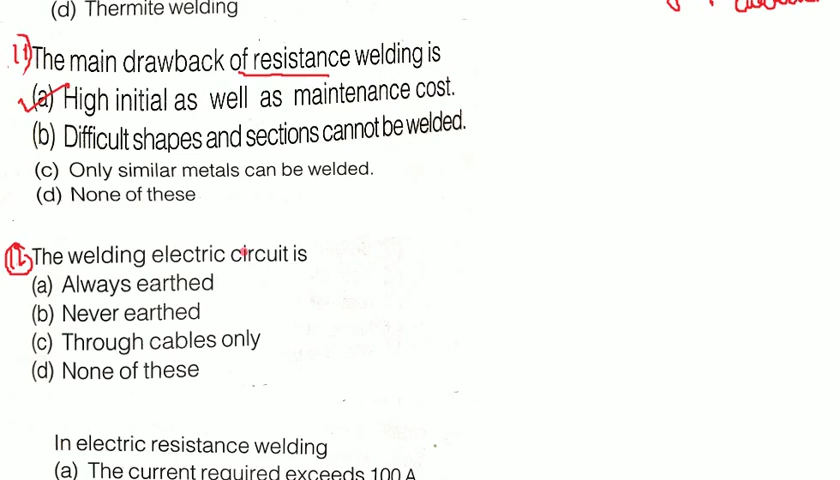 (d) Thermite welding
11) The main drawback of resistance welding is
(a) High initial as well as maintenance cost.
(b) Difficult shapes and sections cannot be welded.
(c) Only similar metals can be welded.
(d) None of these
12) The welding electric circuit is
(a) Always earthed
(b) Never earthed
(c) Through cables only
(d) None of these
In electric resistance welding
(a) The current required exceeds 100 A